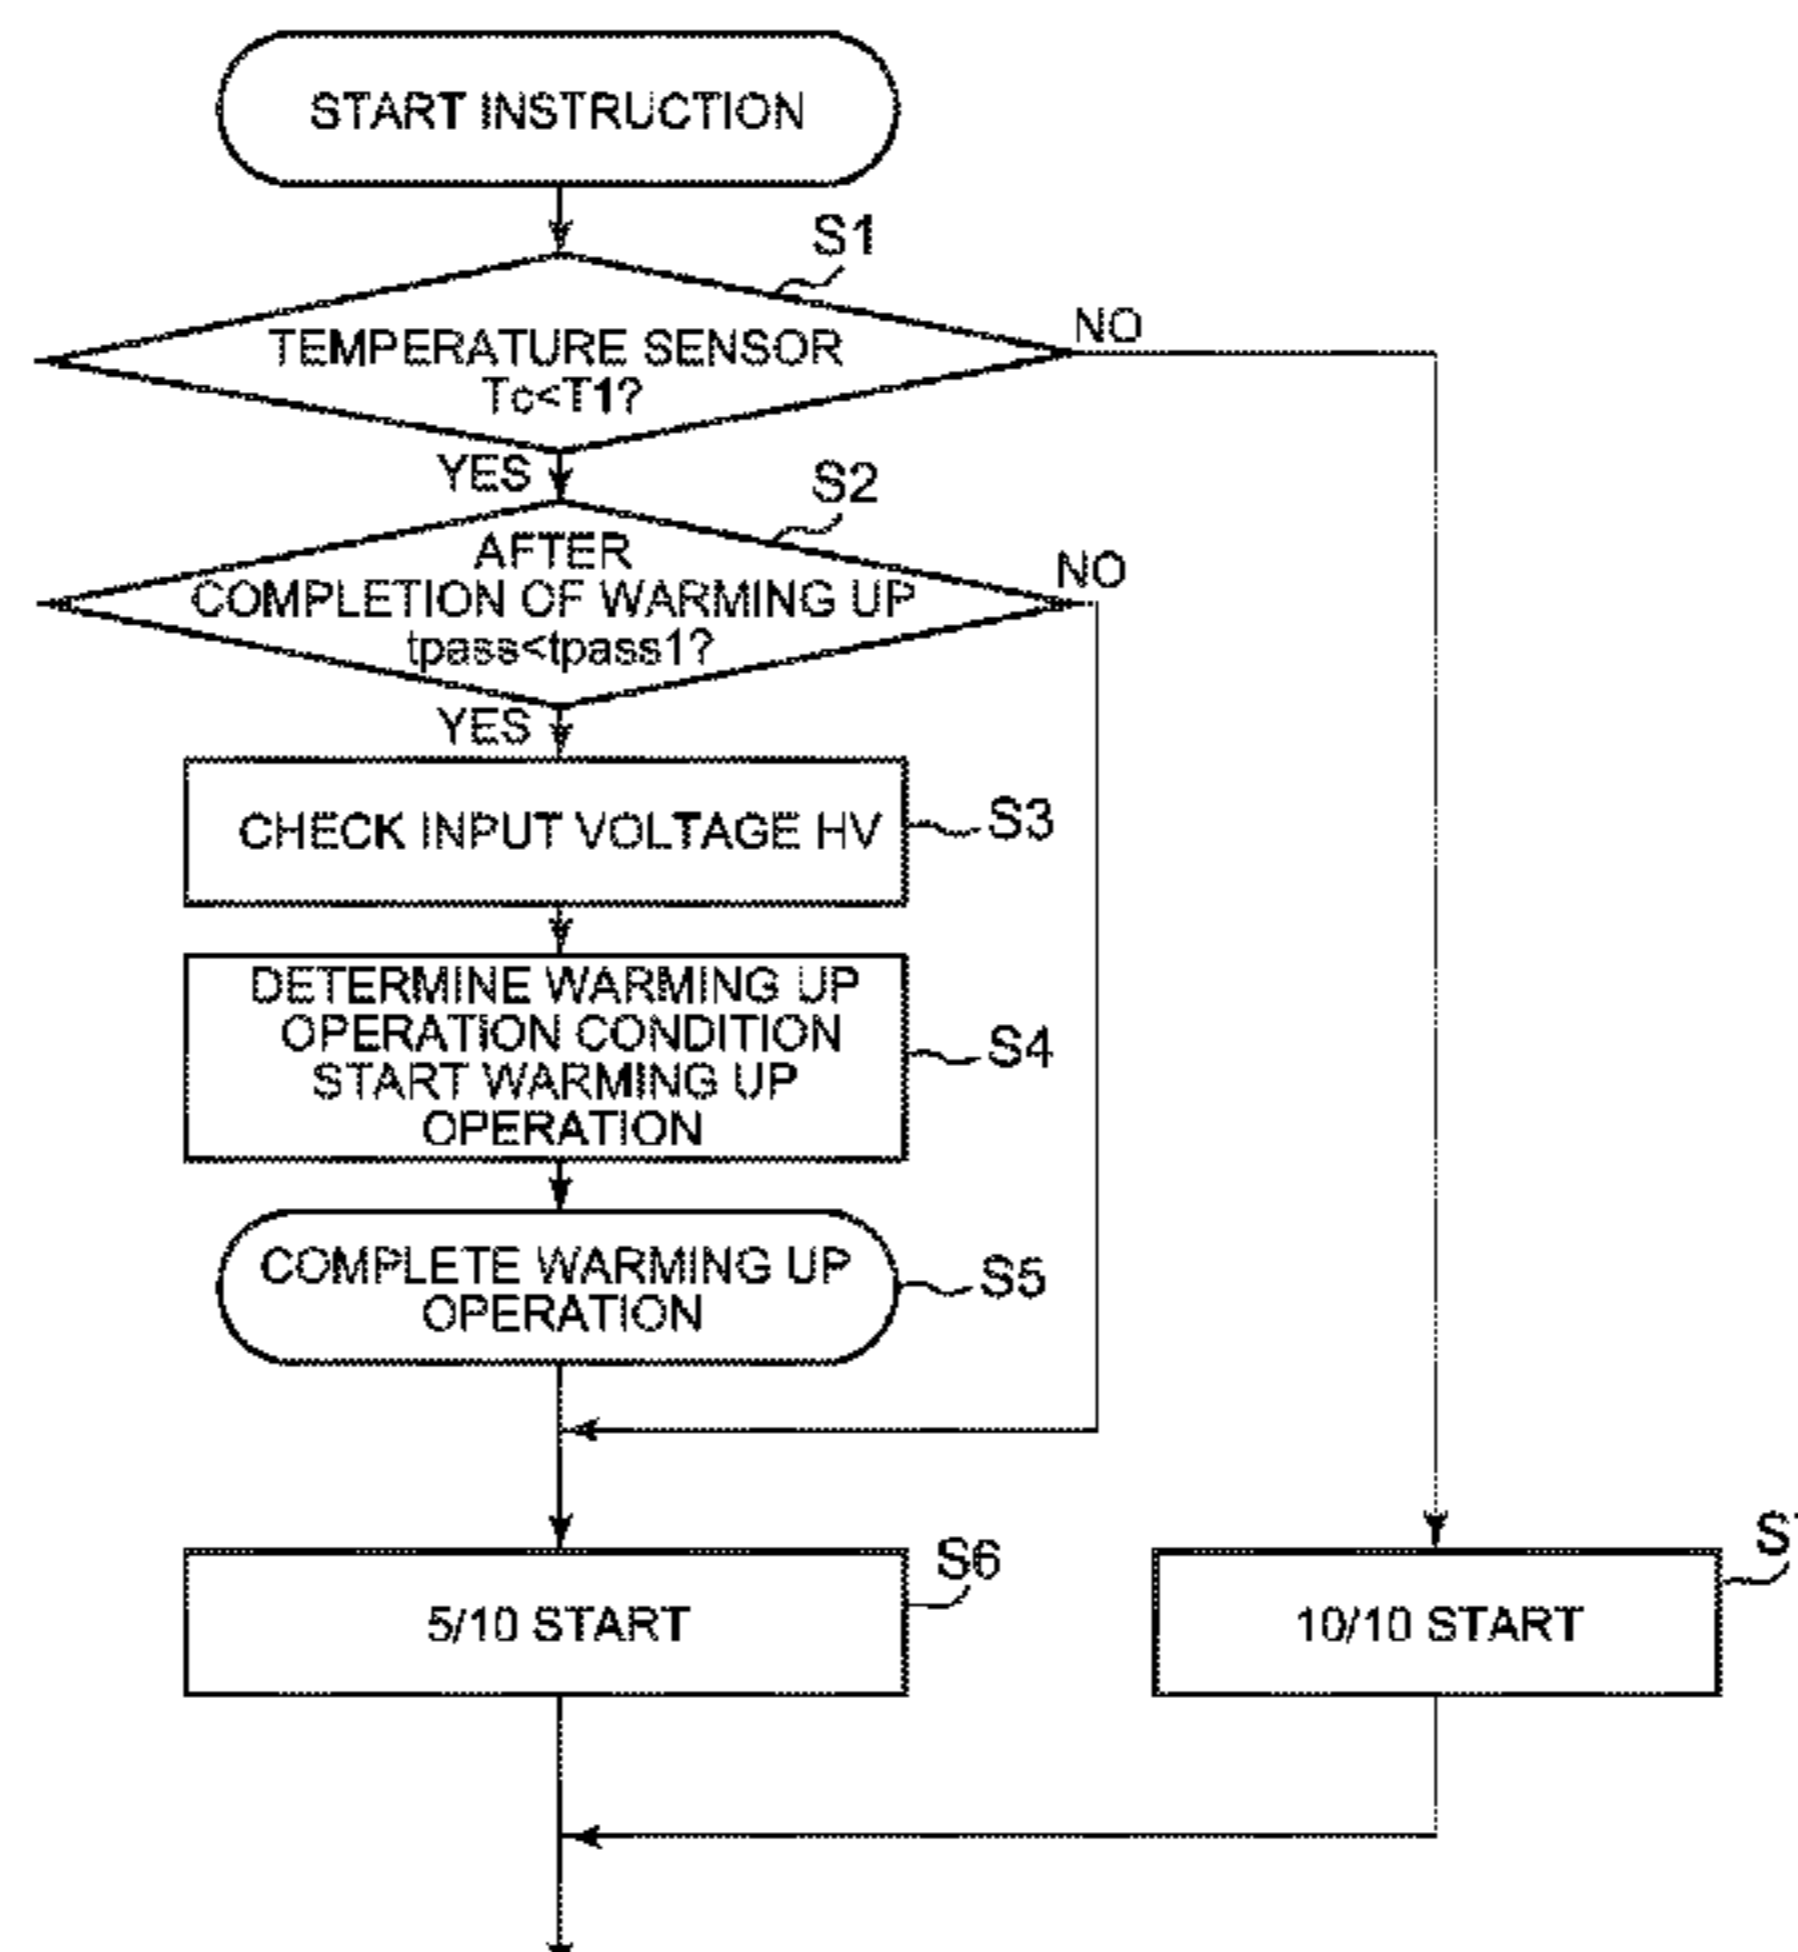 START INSTRUCTION
S1
TEMPERATURE SENSOR
Tc<T1?
NO
YES
S2
AFTER
COMPLETION OF WARMING UP
tpass<tpass1?
NO
YES
CHECK INPUT VOLTAGE HV
S3
DETERMINE WARMING UP
OPERATION CONDITION
START WARMING UP
OPERATION
S4
COMPLETE WARMING UP
OPERATION
S5
S6
5/10 START
10/10 START